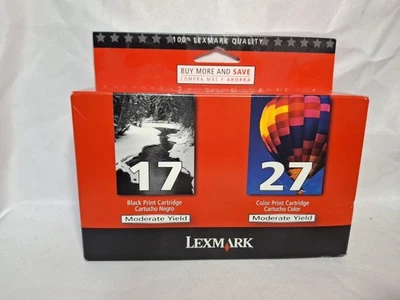 100% LEXMARK QUALITY
BUY MORE AND SAVE
COMPRA MÁS Y AHORRA
17
Black Print Cartridge
Cartucho Negro
Moderate Yield
27
Color Print Cartridge
Cartucho Color
Moderate Yield
LEXMARK